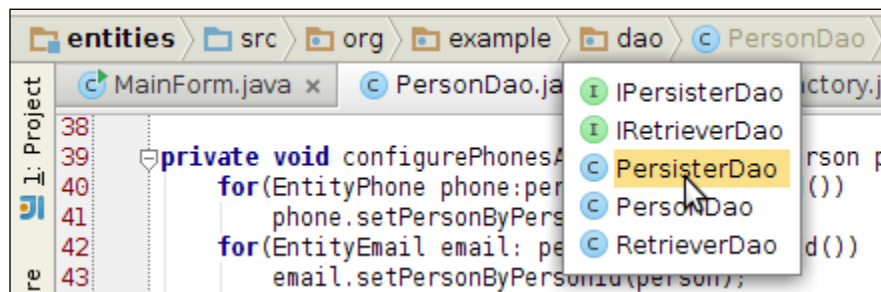 entities src org example dao C PersonDao
1: Project
C MainForm.java × C PersonDao.ja ctory.j
I IPersisterDao
I IRetrieverDao
C PersisterDao
C PersonDao
C RetrieverDao
38
39 private void configurePhonesA rson p
40 for(EntityPhone phone:per ())
41 phone.setPersonByPers
42 for(EntityEmail email: pe d())
43 email.setPersonByPersonId(person);
re